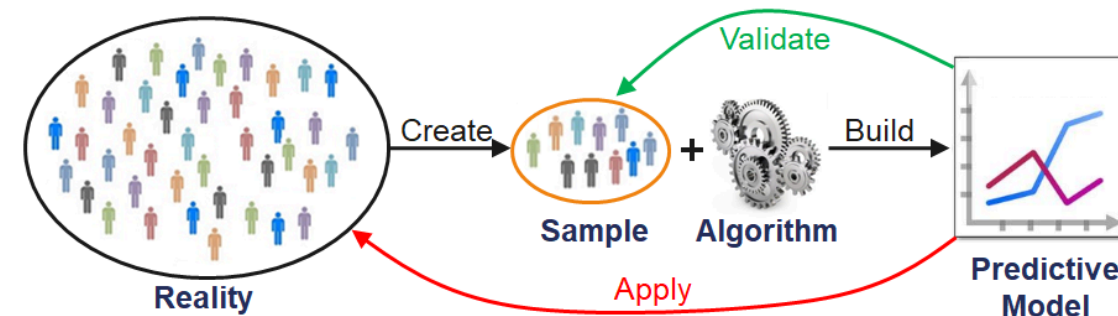 Validate
Create
Build
+
Sample
Algorithm
Reality
Apply
Predictive
Model